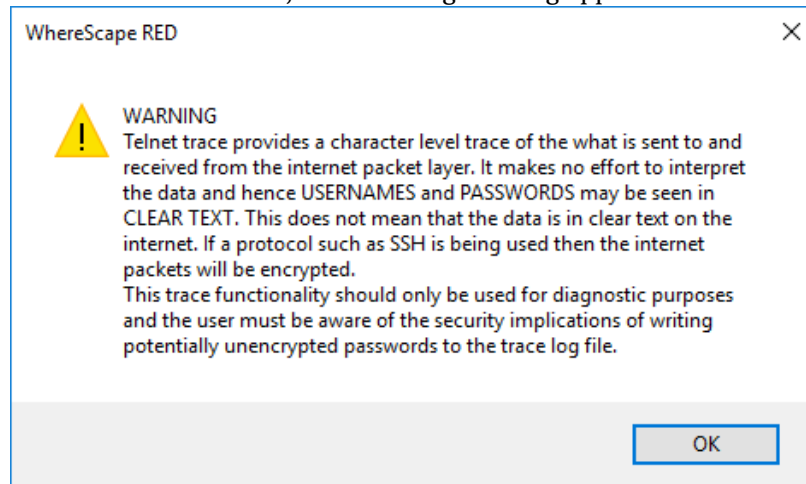 WhereScape RED
WARNING
Telnet trace provides a character level trace of the what is sent to and
received from the internet packet layer. It makes no effort to interpret
the data and hence USERNAMES and PASSWORDS may be seen in
CLEAR TEXT. This does not mean that the data is in clear text on the
internet. If a protocol such as SSH is being used then the internet
packets will be encrypted.
This trace functionality should only be used for diagnostic purposes
and the user must be aware of the security implications of writing
potentially unencrypted passwords to the trace log file.
OK